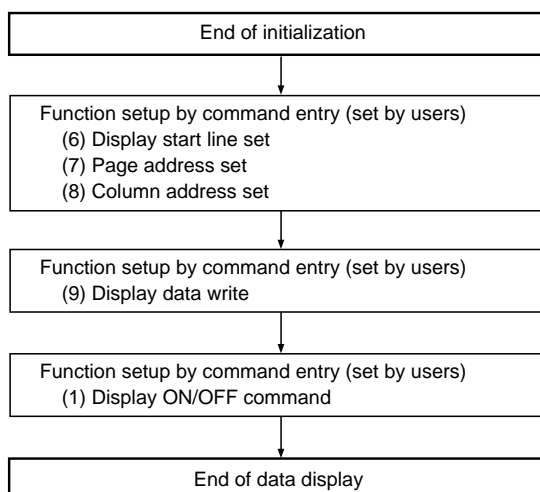 End of initialization
Function setup by command entry (set by users)
(6) Display start line set
(7) Page address set
(8) Column address set
Function setup by command entry (set by users)
(9) Display data write
Function setup by command entry (set by users)
(1) Display ON/OFF command
End of data display